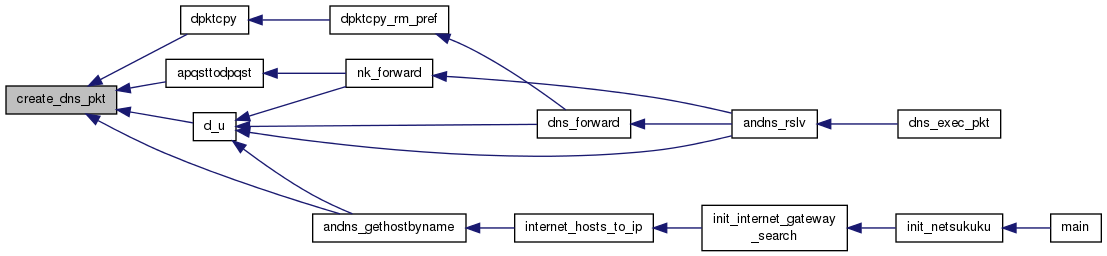 dpktcpy
dpktcpy_rm_pref
apqsttodpqst
nk_forward
create_dns_pkt
d_u
dns_forward
andns_rslv
dns_exec_pkt
andns_gethostbyname
internet_hosts_to_ip
init_internet_gateway
_search
init_netsukuku
main